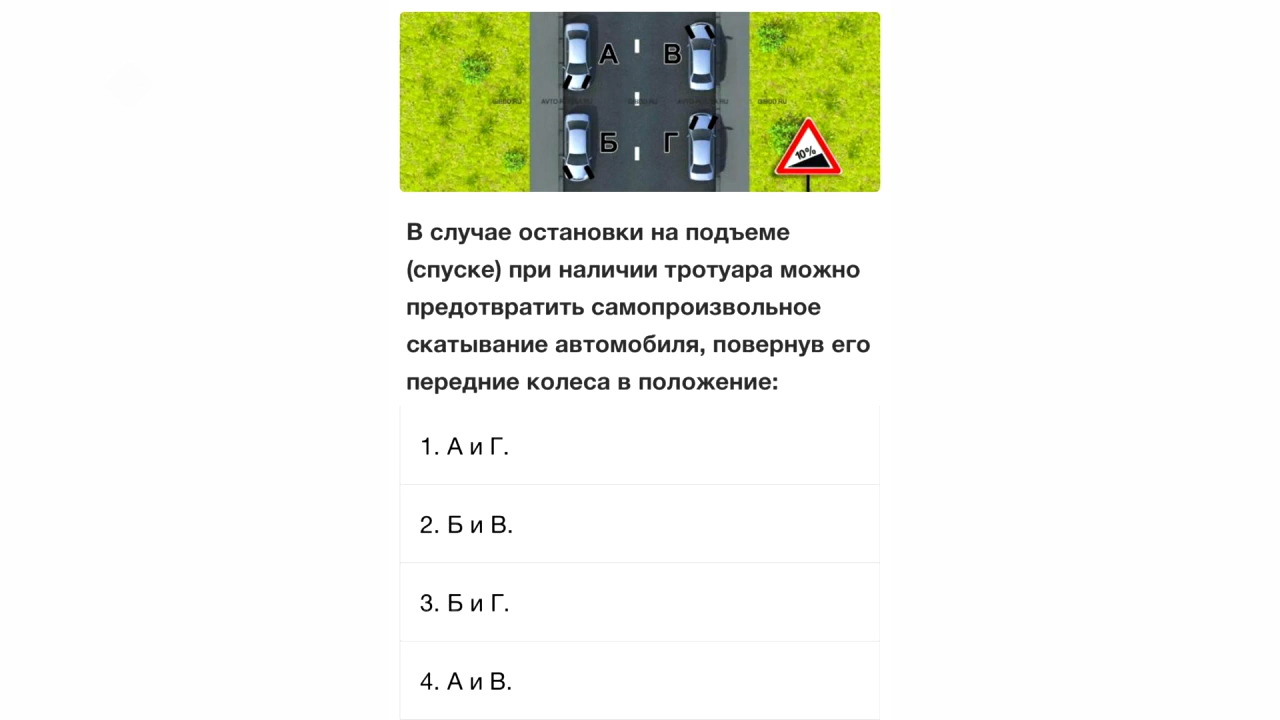 А
В
Б
Г
10%
В случае остановки на подъеме
(спуске) при наличии тротуара можно
предотвратить самопроизвольное
скатывание автомобиля, повернув его
передние колеса в положение:
1. А и Г.
2. Б и В.
3. Б и Г.
4. А и В.